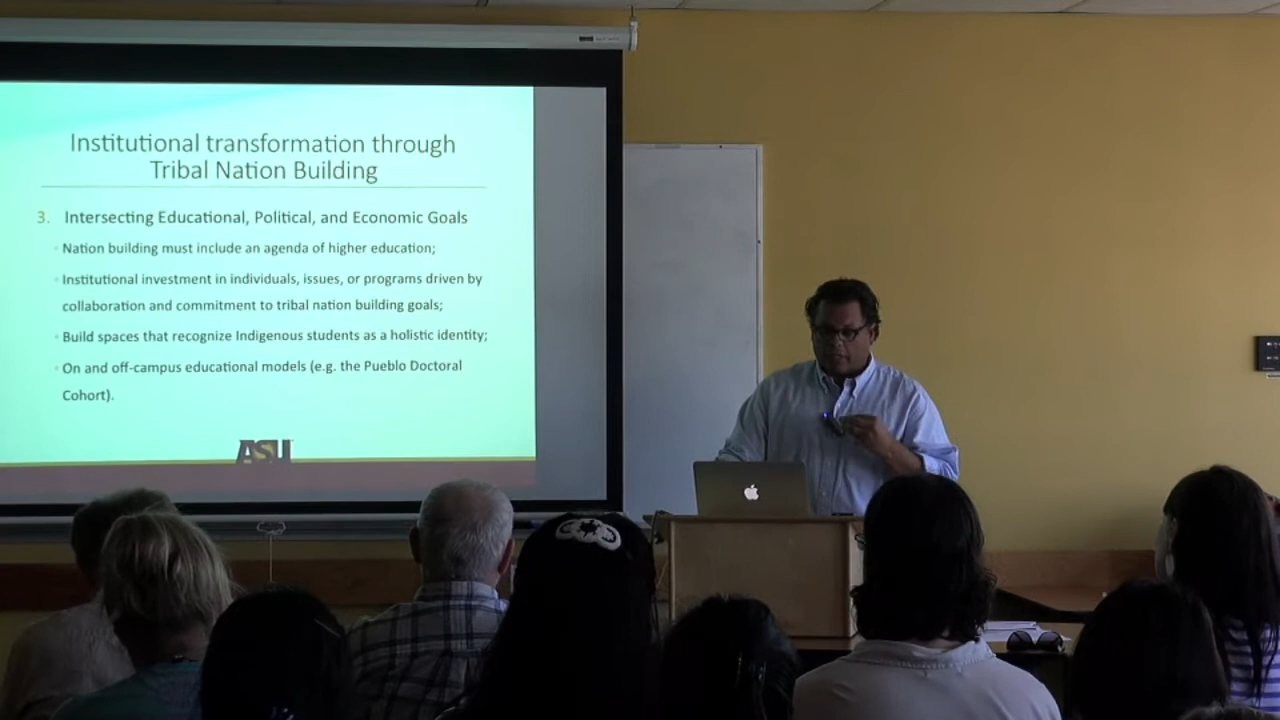 Institutional transformation through
Tribal Nation Building
3. Intersecting Educational, Political, and Economic Goals
Nation building must include an agenda of higher education;
Institutional investment in individuals, issues, or programs driven by
collaboration and commitment to tribal nation building goals;
Build spaces that recognize Indigenous students as a holistic identity;
On and off-campus educational models (e.g. the Pueblo Doctoral
Cohort).
ASU